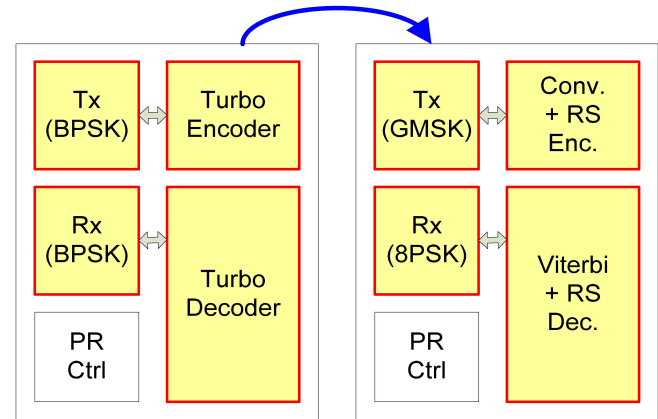 Tx
(BPSK)
Turbo
Encoder
Rx
(BPSK)
Turbo
Decoder
PR
Ctrl
Tx
(GMSK)
Conv.
+ RS
Enc.
Rx
(8PSK)
Viterbi
+ RS
Dec.
PR
Ctrl